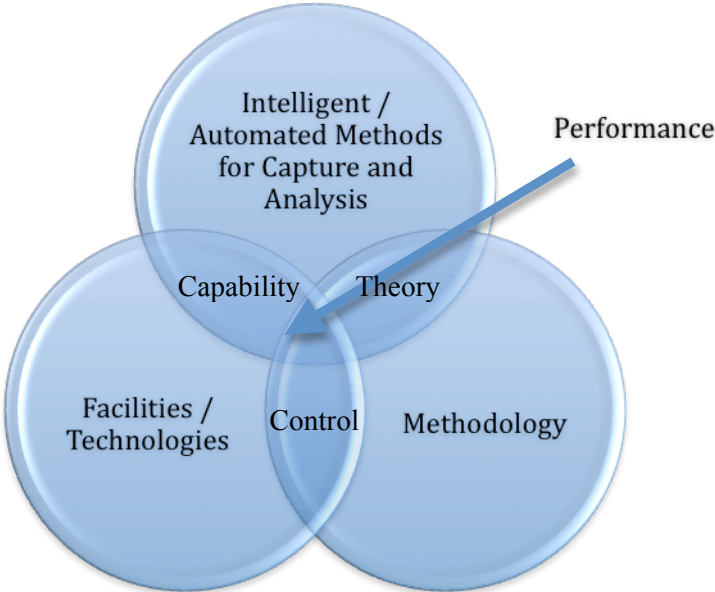 Intelligent /
Automated Methods
for Capture and
Analysis
Performance
Capability
Theory
Facilities /
Technologies
Control
Methodology